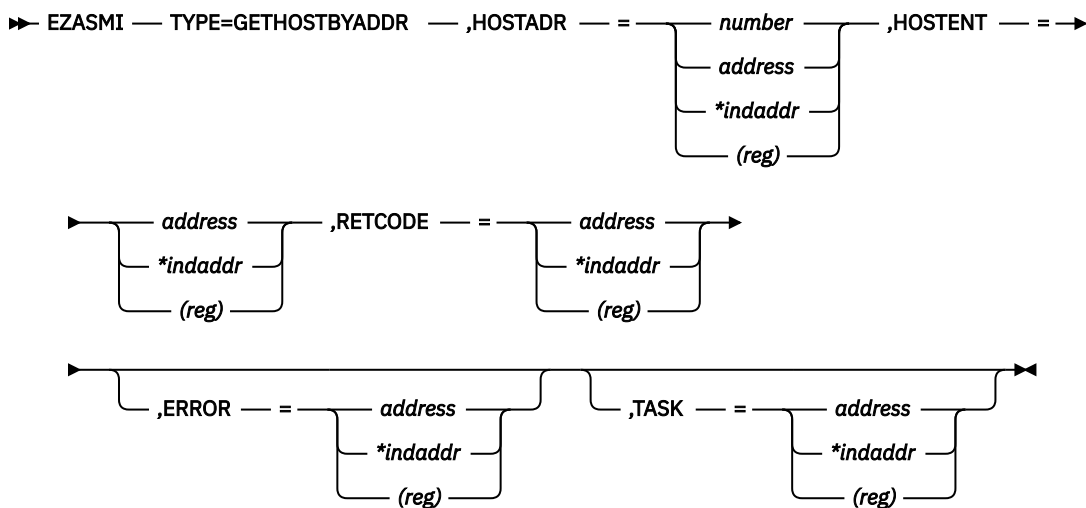 EZASMI TYPE=GETHOSTBYADDR ,HOSTADR = number ,HOSTENT =
address
*indaddr
(reg)
address ,RETCODE = address
*indaddr *indaddr
(reg) (reg)
,ERROR = address ,TASK = address
*indaddr *indaddr
(reg) (reg)